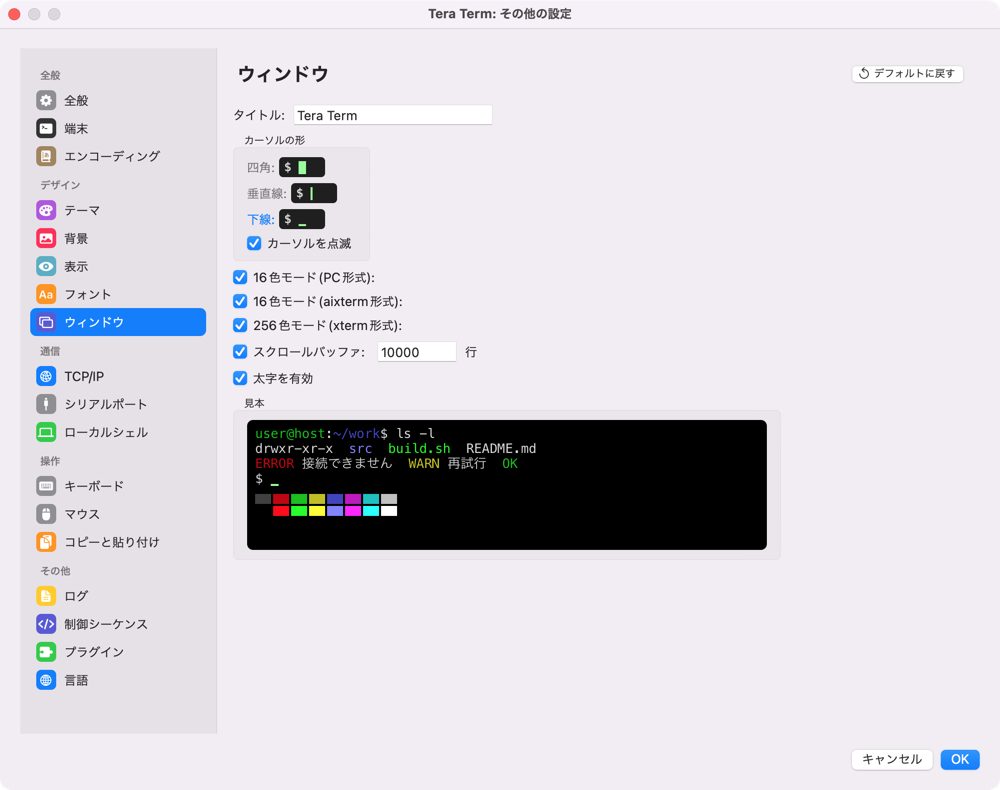 Tera Term: その他の設定
全般
全般
端末
エンコーディング
デザイン
テーマ
背景
表示
Aa フォント
ウィンドウ
通信
TCP/IP
シリアルポート
ローカルシェル
操作
キーボード
マウス
コピーと貼り付け
その他
ログ
</> 制御シーケンス
プラグイン
言語
ウィンドウ
デフォルトに戻す
タイトル: Tera Term
カーソルの形
四角: $
垂直線: $
下線: $ _
カーソルを点滅
16色モード(PC形式):
16色モード(aixterm形式):
256色モード(xterm形式):
スクロールバッファ: 10000 行
太字を有効
見本
user@host:~/work$ ls -l
drwxr-xr-x src build.sh README.md
ERROR 接続できません WARN 再試行 OK
$ _
キャンセル
OK